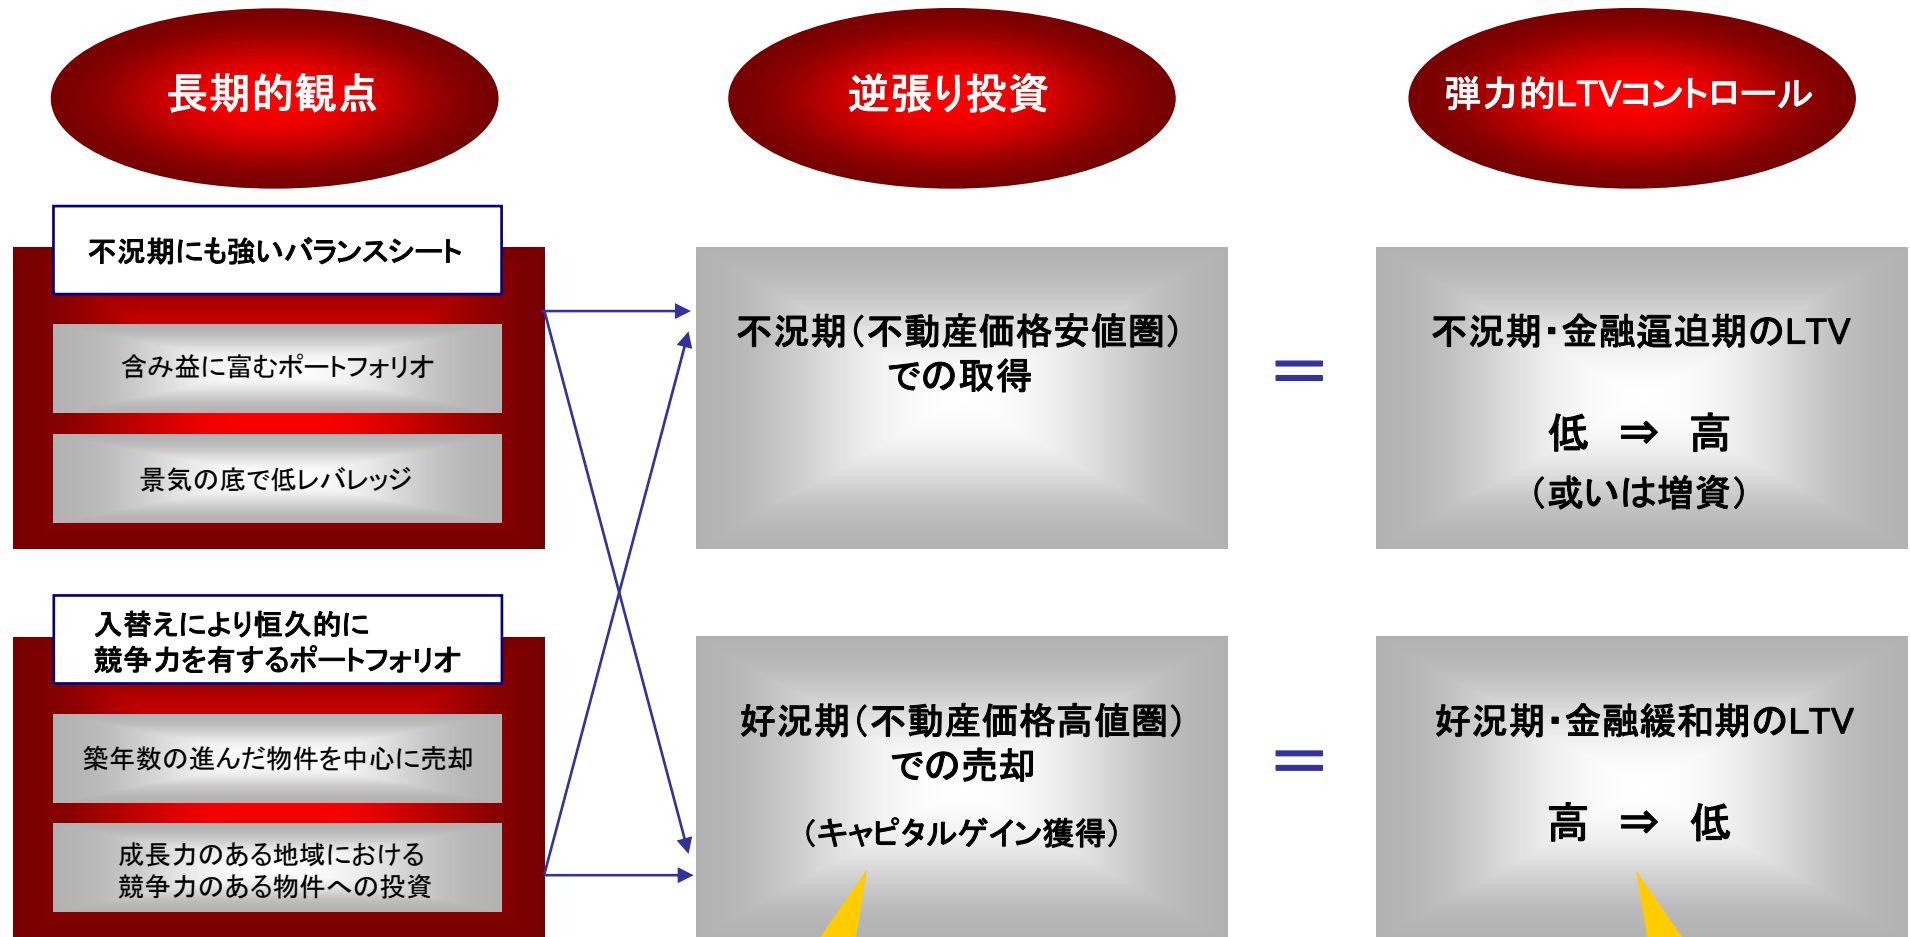 長期的観点
不況期にも強いバランスシート
含み益に富むポートフォリオ
景気の底で低レバレッジ
入替えにより恒久的に
競争力を有するポートフォリオ
築年数の進んだ物件を中心に売却
成長力のある地域における
競争力のある物件への投資
逆張り投資
不況期(不動産価格安値圏)
での取得
好況期(不動産価格高値圏)
での売却
(キャピタルゲイン獲得)
=
=
弾力的LTVコントロール
不況期・金融逼迫期のLTV
低 ⇒ 高
(或いは増資)
好況期・金融緩和期のLTV
高 ⇒ 低